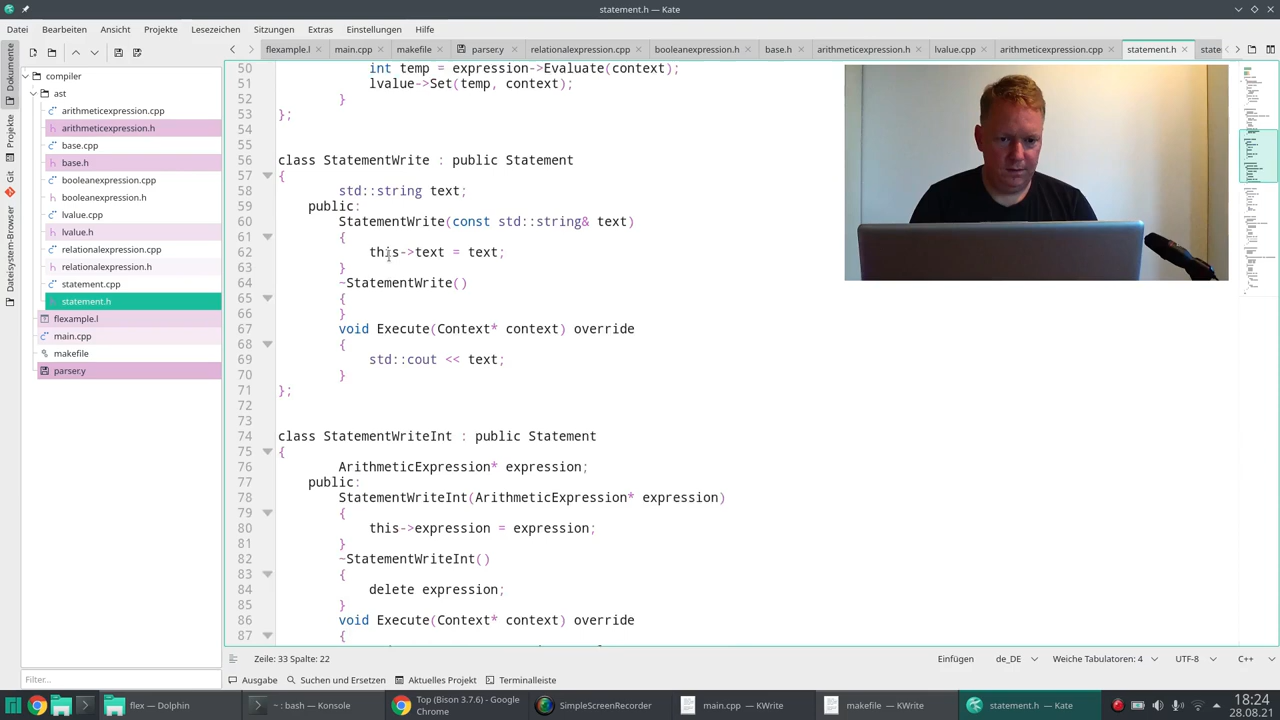 statement.h — Kate
Datei Bearbeiten Ansicht Projekte Lesezeichen Sitzungen Extras Einstellungen Hilfe
flexample.l main.cpp makefile parser.y relationalexpression.cpp booleanexpression.h base.h arithmeticexpression.h lvalue.cpp arithmeticexpression.cpp statement.h
Dokumente
Projekte
Git
Datesystem-Browser
compiler
ast
arithmeticexpression.cpp
arithmeticexpression.h
base.cpp
base.h
booleanexpression.cpp
booleanexpression.h
lvalue.cpp
lvalue.h
relationalexpression.cpp
relationalexpression.h
statement.cpp
statement.h
flexample.l
main.cpp
makefile
parser.y
Filter...
50 int temp = expression->Evaluate(context);
51 lvalue->Set(temp, context);
52 }
53 };
54
55
56 class StatementWrite : public Statement
57 {
58 std::string text;
59 public:
60 StatementWrite(const std::string& text)
61 {
62 this->text = text;
63 }
64 ~StatementWrite()
65 {
66 }
67 void Execute(Context* context) override
68 {
69 std::cout << text;
70 }
71 };
72
73
74 class StatementWriteInt : public Statement
75 {
76 ArithmeticExpression* expression;
77 public:
78 StatementWriteInt(ArithmeticExpression* expression)
79 {
80 this->expression = expression;
81 }
82 ~StatementWriteInt()
83 {
84 delete expression;
85 }
86 void Execute(Context* context) override
87 {
Zeile: 33 Spalte: 22 Einfügen de_DE Weiche Tabulatoren: 4 UTF-8 C++
Ausgabe Suchen und Ersetzen Aktuelles Projekt Terminalleiste
flex — Dolphin
~ : bash — Konsole
Top (Bison 3.7.6) - Google Chrome
SimpleScreenRecorder
main.cpp — KWrite
makefile — KWrite
statement.h — Kate
18:24
28.08.21